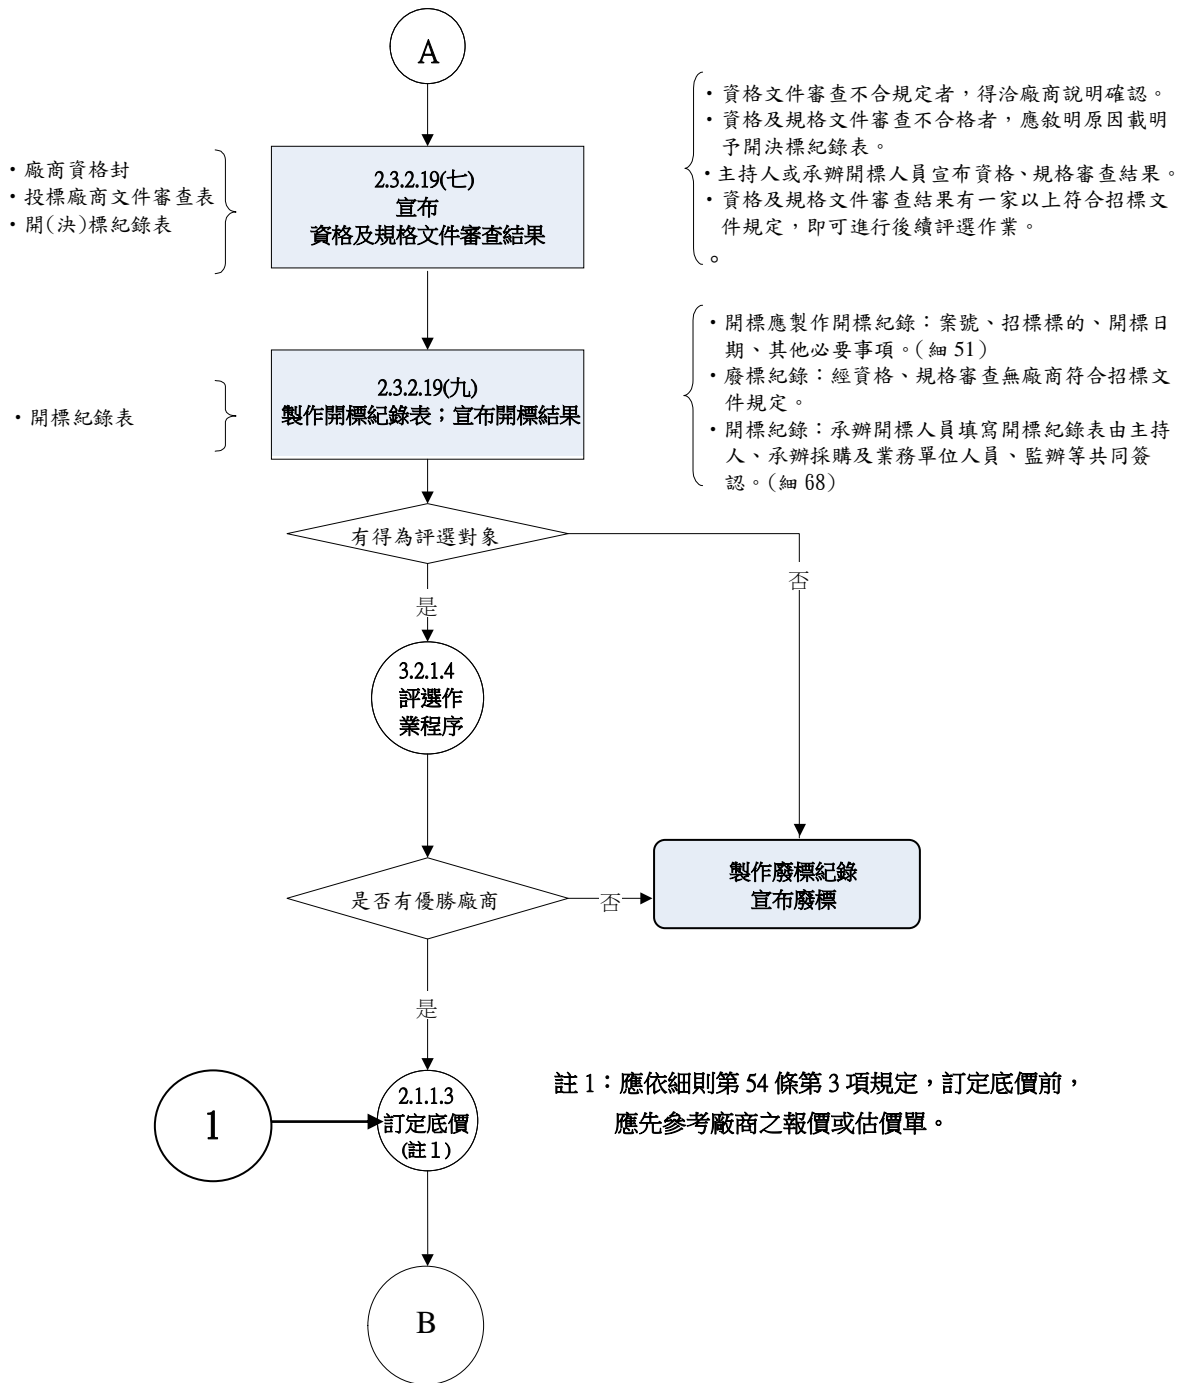 A
・廠商資格封
・投標廠商文件審查表
・開(決)標紀錄表
2.3.2.19(七)
宣布
資格及規格文件審查結果
・資格文件審查不合規定者，得洽廠商說明確認。
・資格及規格文件審查不合格者，應敘明原因載明
予開決標紀錄表。
・主持人或承辦開標人員宣布資格、規格審查結果。
・資格及規格文件審查結果有一家以上符合招標文
件規定，即可進行後續評選作業。
。
・開標紀錄表
2.3.2.19(九)
製作開標紀錄表；宣布開標結果
・開標應製作開標紀錄：案號、招標標的、開標日
期、其他必要事項。(細 51)
・廢標紀錄：經資格、規格審查無廠商符合招標文
件規定。
・開標紀錄：承辦開標人員填寫開標紀錄表由主持
人、承辦採購及業務單位人員、監辦等共同簽
認。(細 68)
有得為評選對象
否
是
3.2.1.4
評選作
業程序
製作廢標紀錄
宣布廢標
是否有優勝廠商
否
是
1
2.1.1.3
訂定底價
(註 1)
註 1：應依細則第 54 條第 3 項規定，訂定底價前，
應先參考廠商之報價或估價單。
B